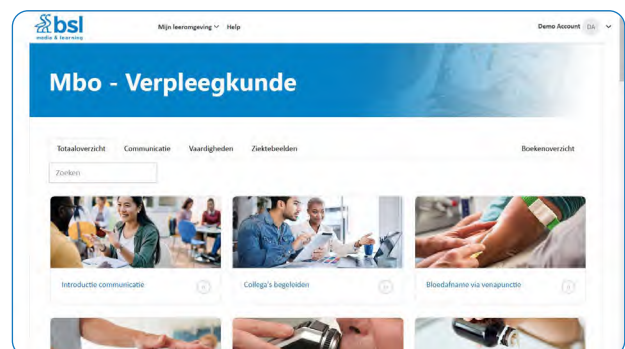 bsl
media & learning
Mijn leeromgeving Help
Demo Account DA
Mbo - Verpleegkunde
Totaaloverzicht Communicatie Vaardigheden Ziektebeelden Boekenoverzicht
Zoeken
Introductie communicatie
Collega's begeleiden
Bloedafname via venapunctie